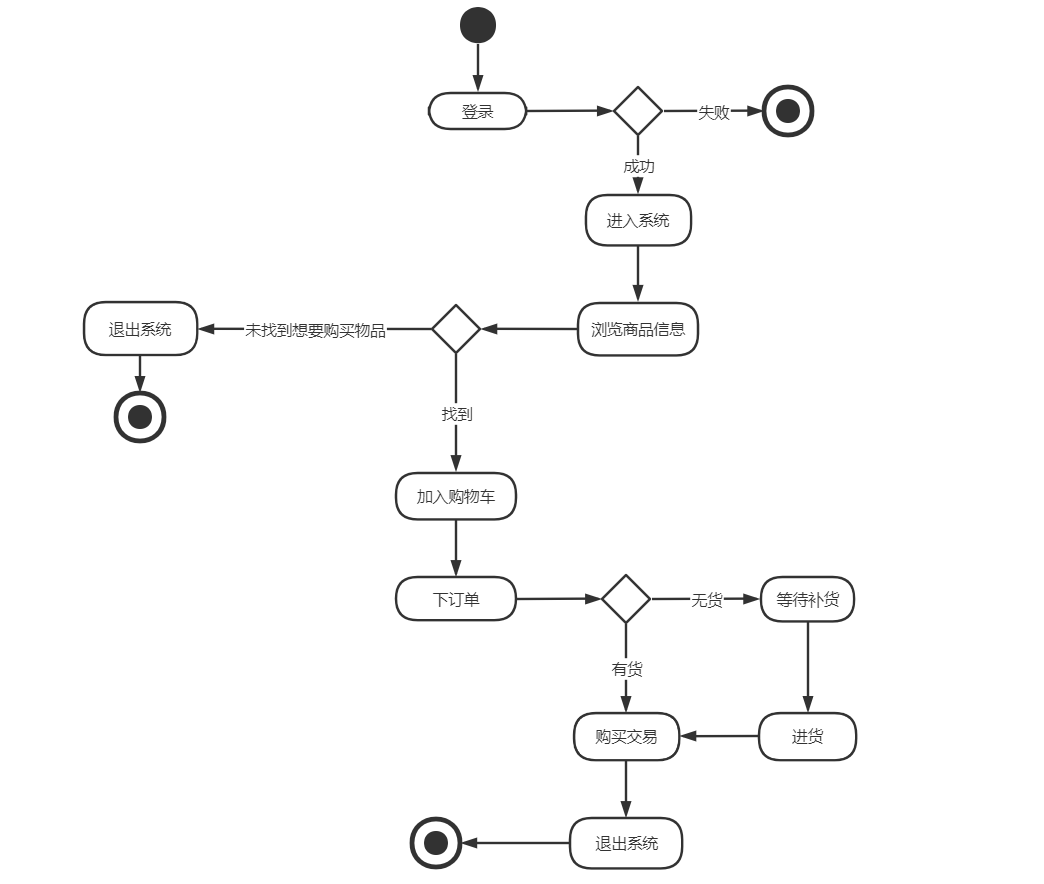 登录
失败
成功
进入系统
浏览商品信息
未找到想要购买物品
退出系统
找到
加入购物车
下订单
无货
等待补货
有货
购买交易
进货
退出系统